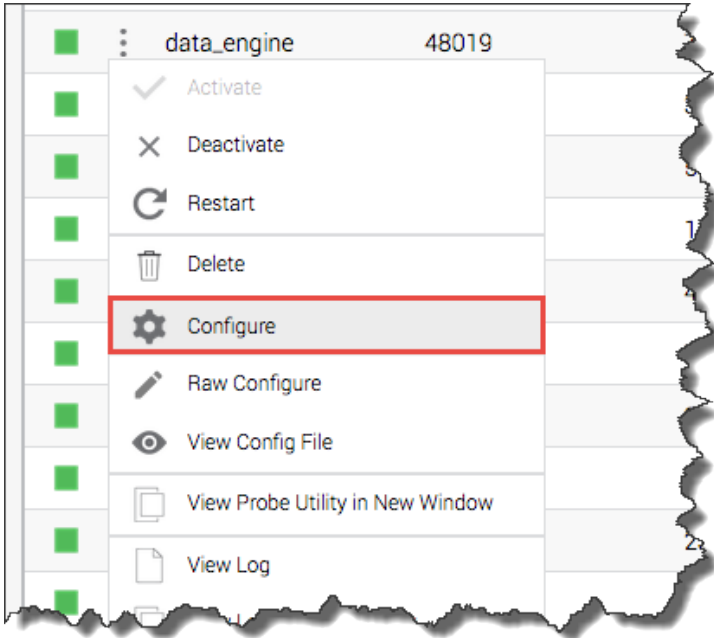 data_engine 48019
Activate
Deactivate
Restart
Delete
Configure
Raw Configure
View Config File
View Probe Utility in New Window
View Log